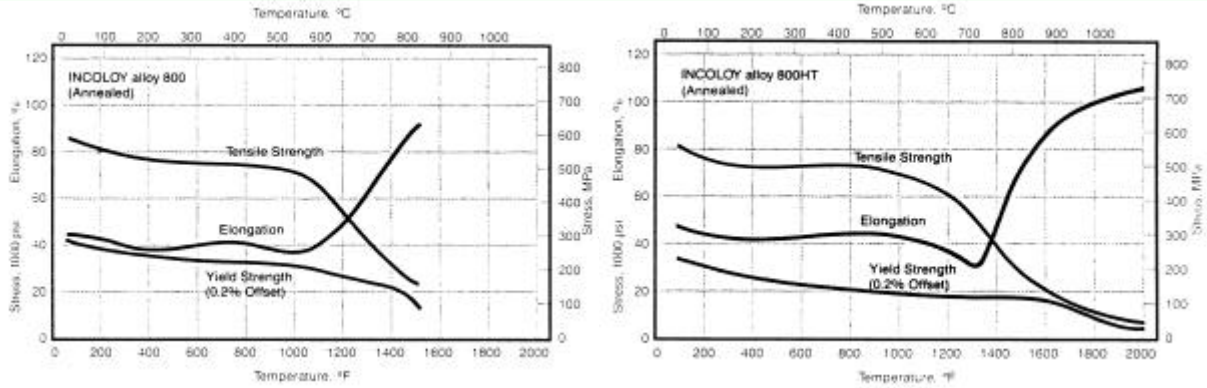 Temperature, °C
0 100 200 300 400 500 600 700 800 900 1000
INCOLOY alloy 800
(Annealed)
Tensile Strength
Elongation
Yield Strength
(0.2% Offset)
120
100
80
60
40
20
0
Elongation, %
Stress, 1000 psi
800
700
600
500
400
300
200
100
0
Stress, MPa
0 200 400 600 800 1000 1200 1400 1600 1800 2000
Temperature, °F
Temperature, °C
0 100 200 300 400 500 600 700 800 900 1000
INCOLOY alloy 800HT
(Annealed)
Tensile Strength
Elongation
Yield Strength
(0.2% Offset)
120
100
80
60
40
20
0
Elongation, %
Stress, 1000 psi
800
700
600
500
400
300
200
100
0
Stress, MPa
0 200 400 600 800 1000 1200 1400 1600 1800 2000
Temperature, °F